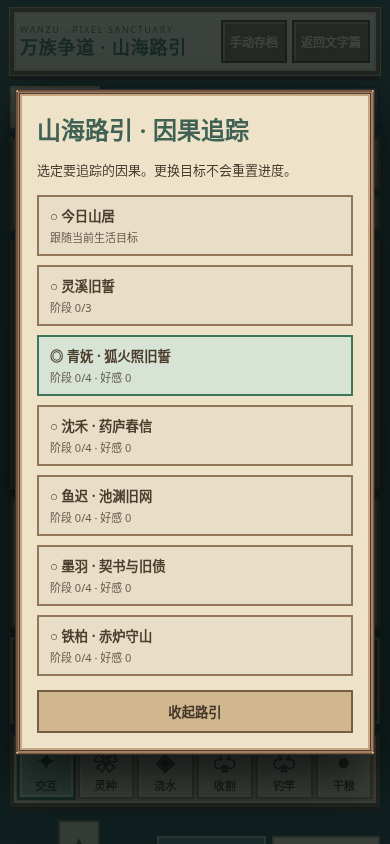 WANZU · PIXEL SANCTUARY
万族争道 · 山海路引
手动存档
返回文字篇
山海路引 · 因果追踪
选定要追踪的因果。更换目标不会重置进度。
○ 今日山居
跟随当前生活目标
○ 灵溪旧誓
阶段 0/3
◎ 青妩 · 狐火照旧誓
阶段 0/4 · 好感 0
○ 沈禾 · 药庐春信
阶段 0/4 · 好感 0
○ 鱼迟 · 池渊旧网
阶段 0/4 · 好感 0
○ 墨羽 · 契书与旧债
阶段 0/4 · 好感 0
○ 铁柏 · 赤炉守山
阶段 0/4 · 好感 0
收起路引
交互
灵种
浇水
收割
钓竿
干粮